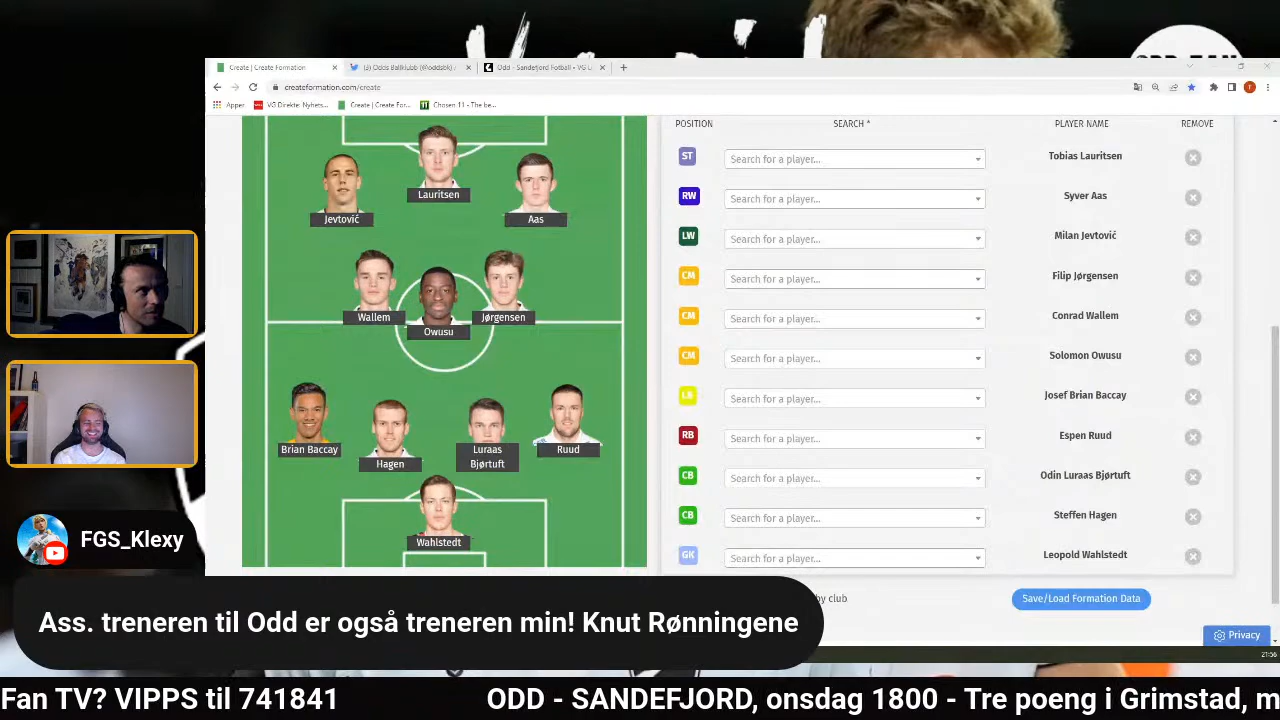 Create | Create Formation
(3) Odds Ballklubb (@oddsbk) /
Odd - Sandefjord Fotball - VG Li
createformation.com/create
Apper
VG Direkte: Nyhets...
Create | Create For...
Chosen 11 - The be...
POSITION SEARCH * PLAYER NAME REMOVE
ST Search for a player... Tobias Lauritsen
RW Search for a player... Syver Aas
LW Search for a player... Milan Jevtović
CM Search for a player... Filip Jørgensen
CM Search for a player... Conrad Wallem
CM Search for a player... Solomon Owusu
LB Search for a player... Josef Brian Baccay
RB Search for a player... Espen Ruud
CB Search for a player... Odin Luraas Bjørtuft
CB Search for a player... Steffen Hagen
GK Search for a player... Leopold Wahlstedt
Lauritsen
Jevtović
Aas
Wallem
Jørgensen
Owusu
Brian Baccay
Hagen
Luraas
Bjørtuft
Ruud
Wahlstedt
by club
Save/Load Formation Data
Privacy
21:56
FGS_Klexy
Ass. treneren til Odd er også treneren min! Knut Rønningene
Fan TV? VIPPS til 741841 ODD - SANDEFJORD, onsdag 1800 - Tre poeng i Grimstad, m